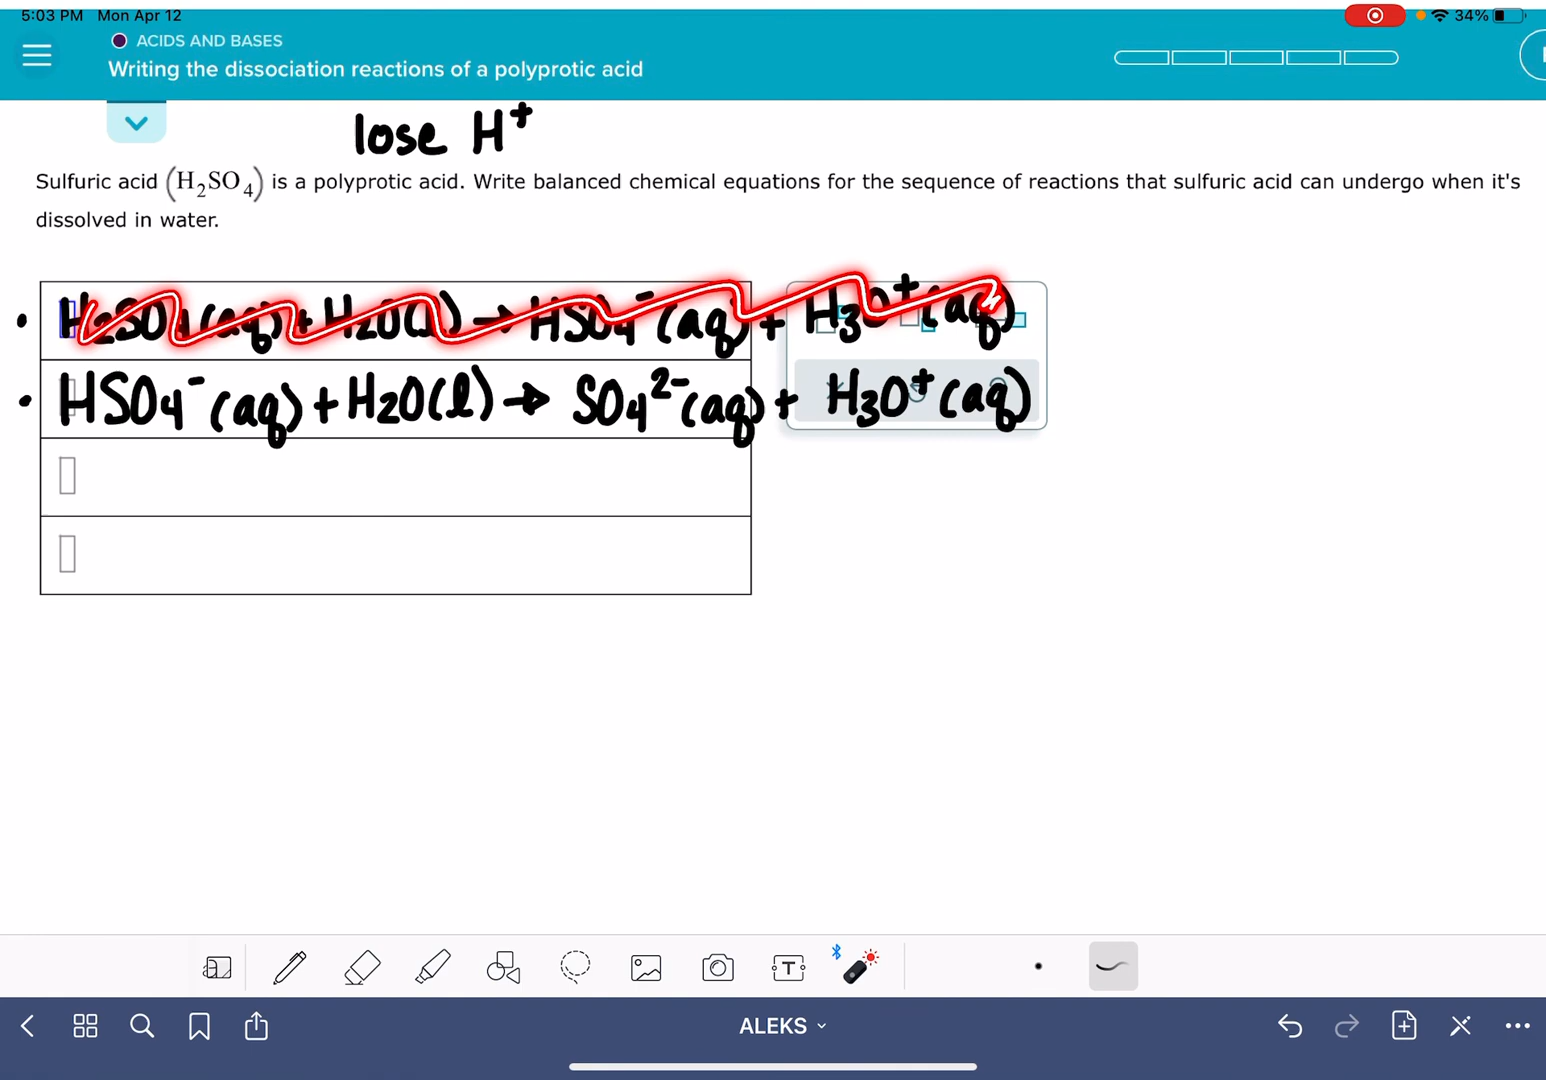 5:03 PM Mon Apr 12
34%
ACIDS AND BASES
Writing the dissociation reactions of a polyprotic acid
lose H⁺
Sulfuric acid (H₂SO₄) is a polyprotic acid. Write balanced chemical equations for the sequence of reactions that sulfuric acid can undergo when it's
dissolved in water.
• H₂SO₄(aq) + H₂O(l) → HSO₄⁻(aq) + H₃O⁺(aq)
• HSO₄⁻(aq) + H₂O(l) → SO₄²⁻(aq) + H₃O⁺(aq)
ALEKS